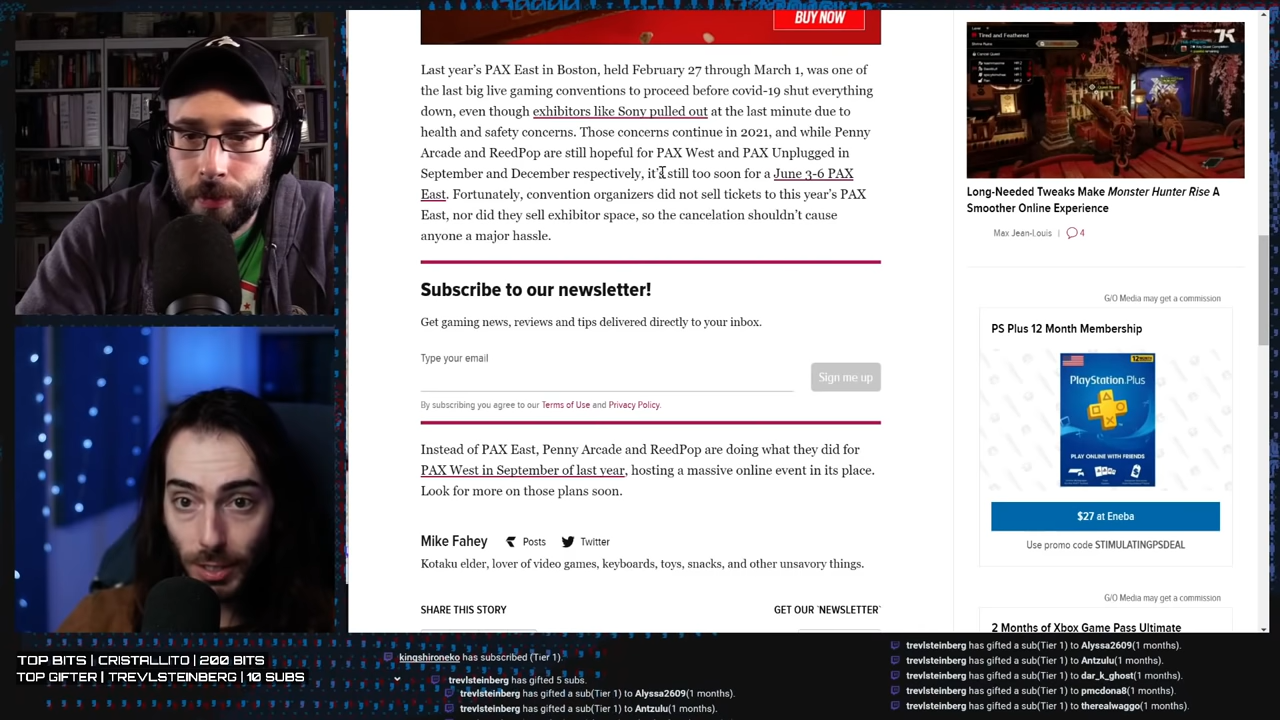 BUY NOW
Last year's PAX East in Boston, held February 27 through March 1, was one of
the last big live gaming conventions to proceed before covid-19 shut everything
down, even though exhibitors like Sony pulled out at the last minute due to
health and safety concerns. Those concerns continue in 2021, and while Penny
Arcade and ReedPop are still hopeful for PAX West and PAX Unplugged in
September and December respectively, it's still too soon for a June 3-6 PAX
East. Fortunately, convention organizers did not sell tickets to this year's PAX
East, nor did they sell exhibitor space, so the cancelation shouldn't cause
anyone a major hassle.
Subscribe to our newsletter!
Get gaming news, reviews and tips delivered directly to your inbox.
Type your email
Sign me up
By subscribing you agree to our Terms of Use and Privacy Policy.
Instead of PAX East, Penny Arcade and ReedPop are doing what they did for
PAX West in September of last year, hosting a massive online event in its place.
Look for more on those plans soon.
Mike Fahey Posts Twitter
Kotaku elder, lover of video games, keyboards, toys, snacks, and other unsavory things.
SHARE THIS STORY
GET OUR NEWSLETTER
Tired and Feathered
Long-Needed Tweaks Make Monster Hunter Rise A
Smoother Online Experience
Max Jean-Louis | 4
G/O Media may get a commission
PS Plus 12 Month Membership
12 MONTH
PlayStation Plus
PLAY ONLINE WITH FRIENDS
$27 at Eneba
Use promo code STIMULATINGPSDEAL
G/O Media may get a commission
2 Months of Xbox Game Pass Ultimate
TOP BITS | CRISTALLITO | 200 BITS
TOP GIFTER | TREVLSTEINBERG | 10 SUBS
kingshironeko has subscribed (Tier 1).
trevlsteinberg has gifted 5 subs.
trevlsteinberg has gifted a sub(Tier 1) to Alyssa2609(1 months).
trevlsteinberg has gifted a sub(Tier 1) to Antzulu(1 months).
trevlsteinberg has gifted a sub(Tier 1) to Alyssa2609(1 months).
trevlsteinberg has gifted a sub(Tier 1) to Antzulu(1 months).
trevlsteinberg has gifted a sub(Tier 1) to dar_k_ghost(1 months).
trevlsteinberg has gifted a sub(Tier 1) to pmcdona8(1 months).
trevlsteinberg has gifted a sub(Tier 1) to therealwaggo(1 months).